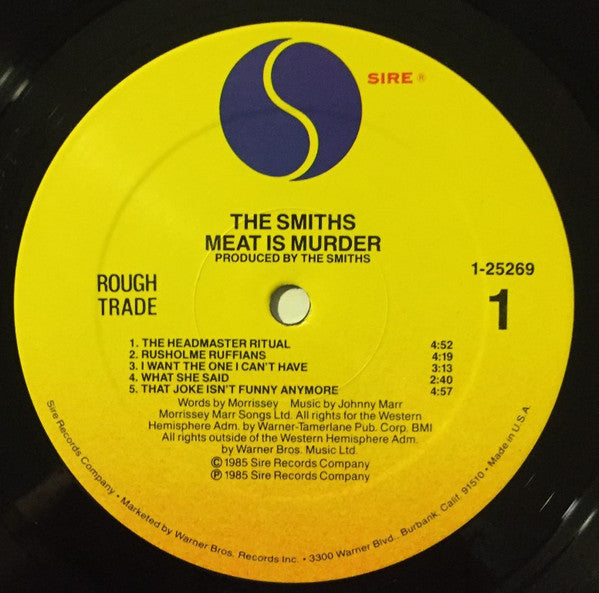 SIRE ®
THE SMITHS
MEAT IS MURDER
PRODUCED BY THE SMITHS
ROUGH
TRADE
1-25269
1
1. THE HEADMASTER RITUAL 4:52
2. RUSHOLME RUFFIANS 4:19
3. I WANT THE ONE I CAN'T HAVE 3:13
4. WHAT SHE SAID 2:40
5. THAT JOKE ISN'T FUNNY ANYMORE 4:57
Words by Morrissey Music by Johnny Marr
Morrissey Marr Songs Ltd. All rights for the Western
Hemisphere Adm. by Warner-Tamerlane Pub. Corp. BMI
All rights outside of the Western Hemisphere Adm.
by Warner Bros. Music Ltd.
© 1985 Sire Records Company
℗ 1985 Sire Records Company
Sire Records Company • Marketed by Warner Bros. Records Inc. • 3300 Warner Blvd., Burbank, Calif. 91510 • Made in U.S.A.